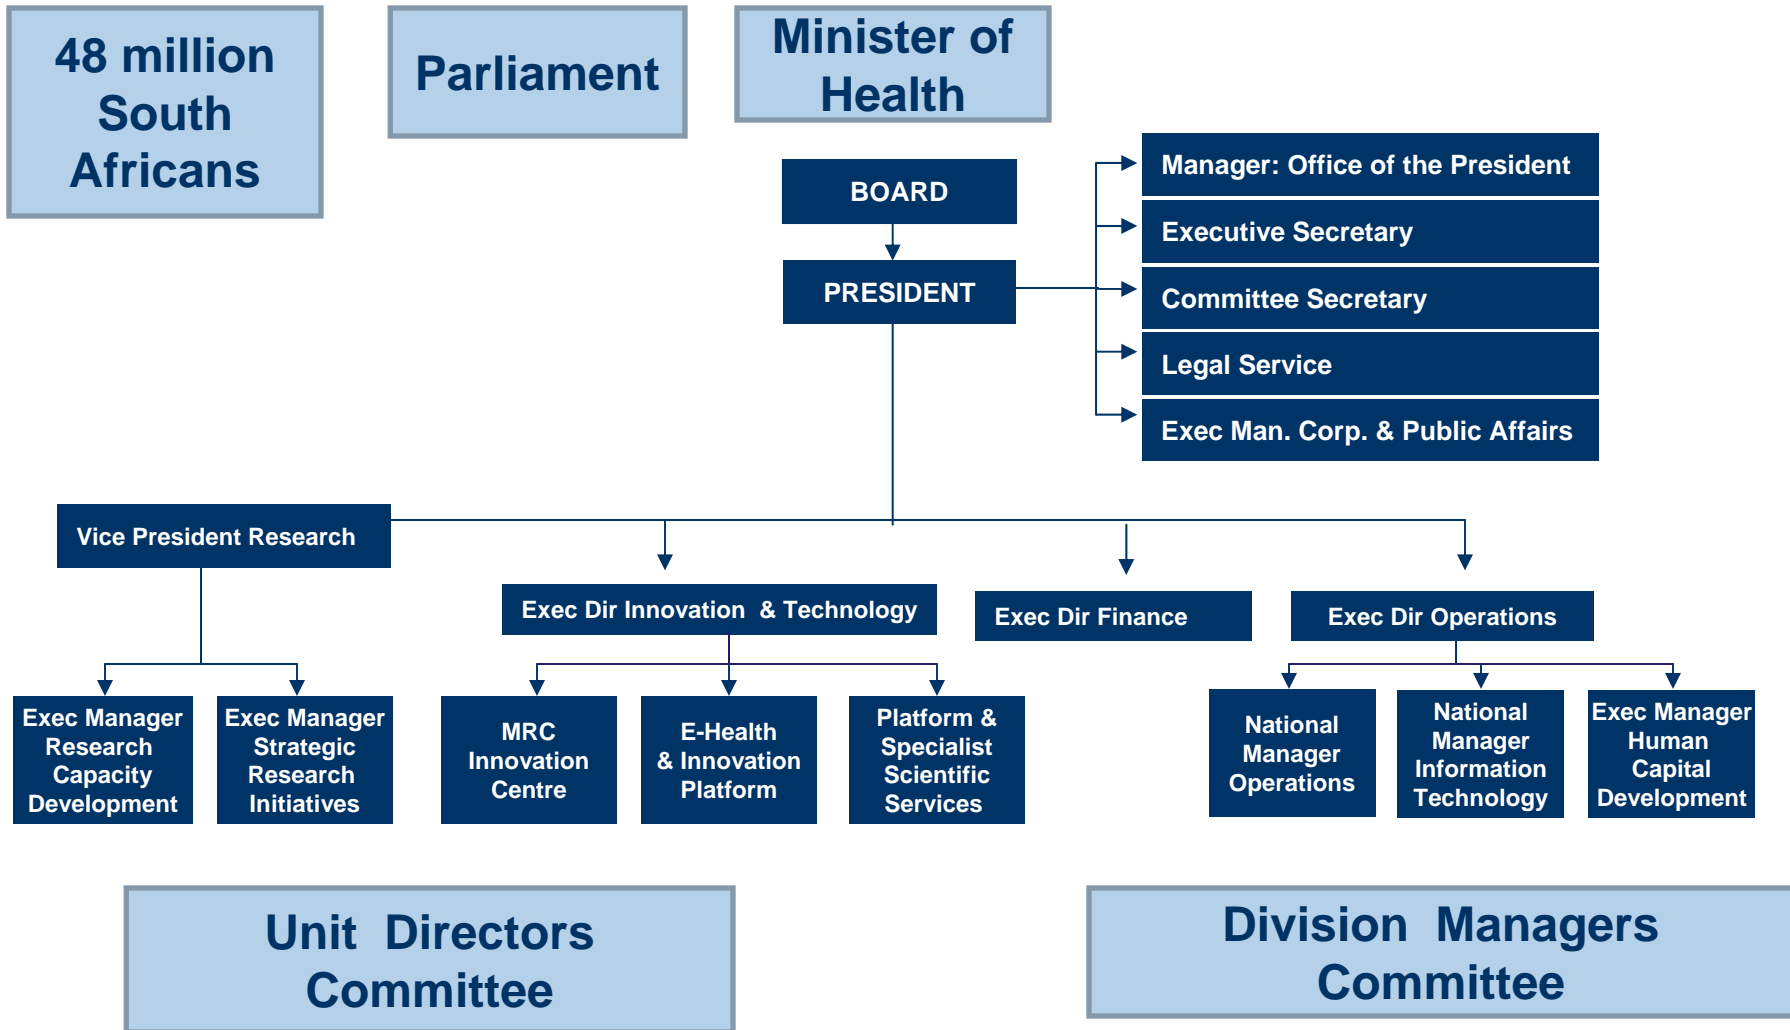 48 million
South
Africans
Parliament
Minister of
Health
BOARD
PRESIDENT
Manager: Office of the President
Executive Secretary
Committee Secretary
Legal Service
Exec Man. Corp. & Public Affairs
Vice President Research
Exec Dir Innovation & Technology
Exec Dir Finance
Exec Dir Operations
Exec Manager
Research
Capacity
Development
Exec Manager
Strategic
Research
Initiatives
MRC
Innovation
Centre
E-Health
& Innovation
Platform
Platform &
Specialist
Scientific
Services
National
Manager
Operations
National
Manager
Information
Technology
Exec Manager
Human
Capital
Development
Unit Directors
Committee
Division Managers
Committee